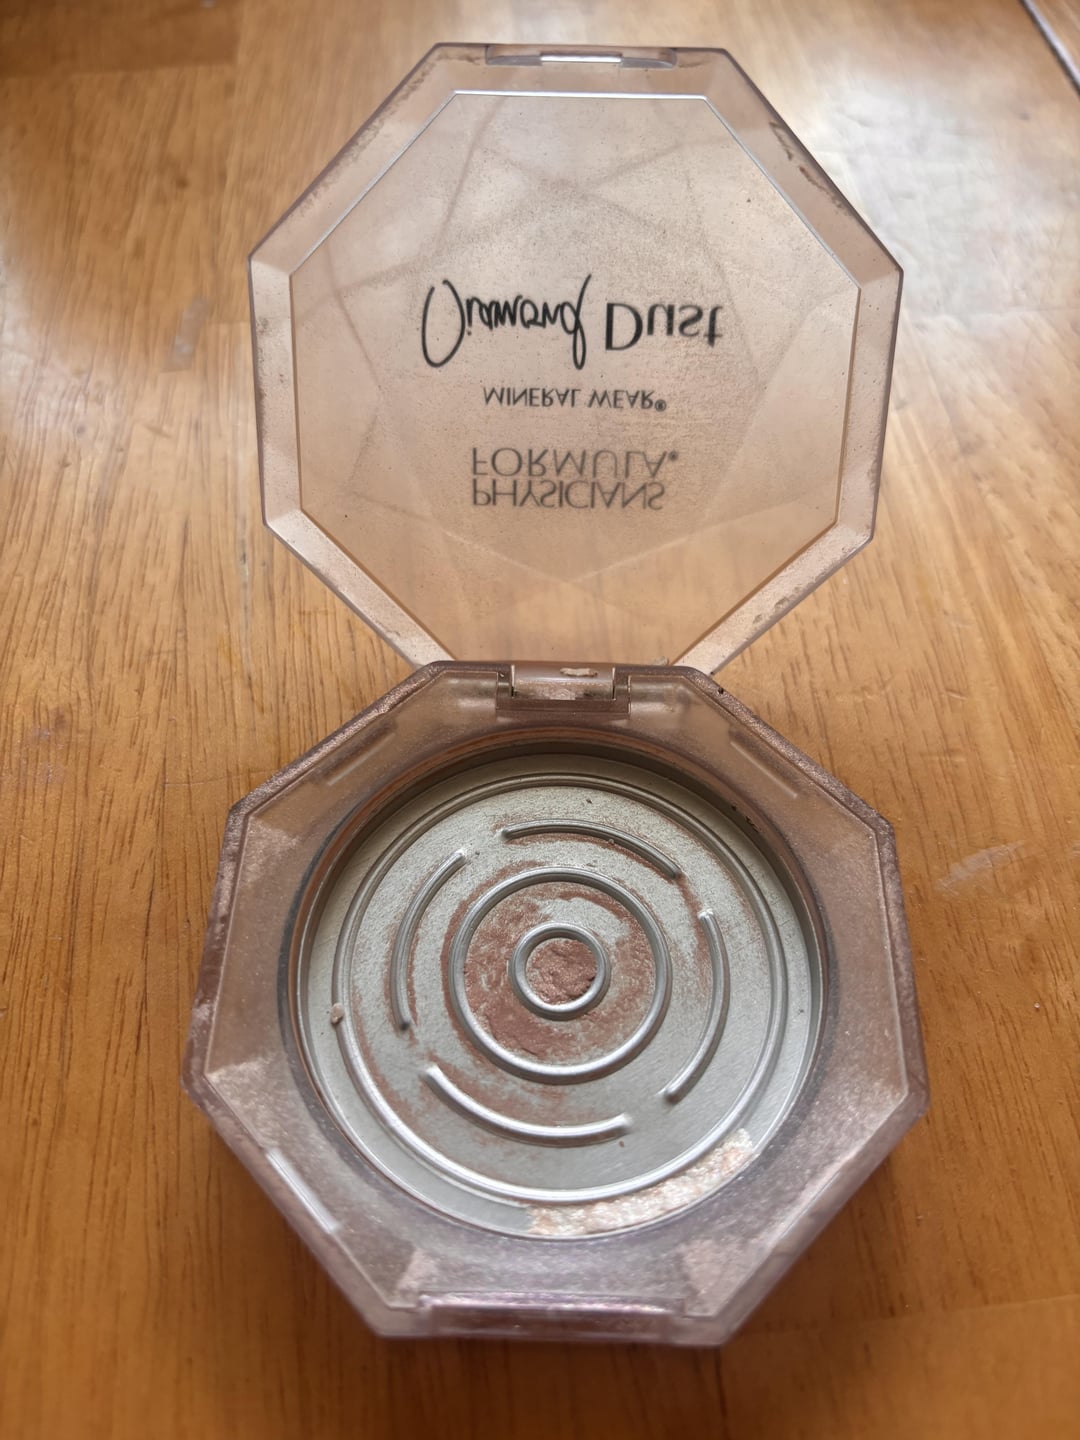 PHYSICIANS
FORMULA®
MINERAL WEAR®
Diamond Dust